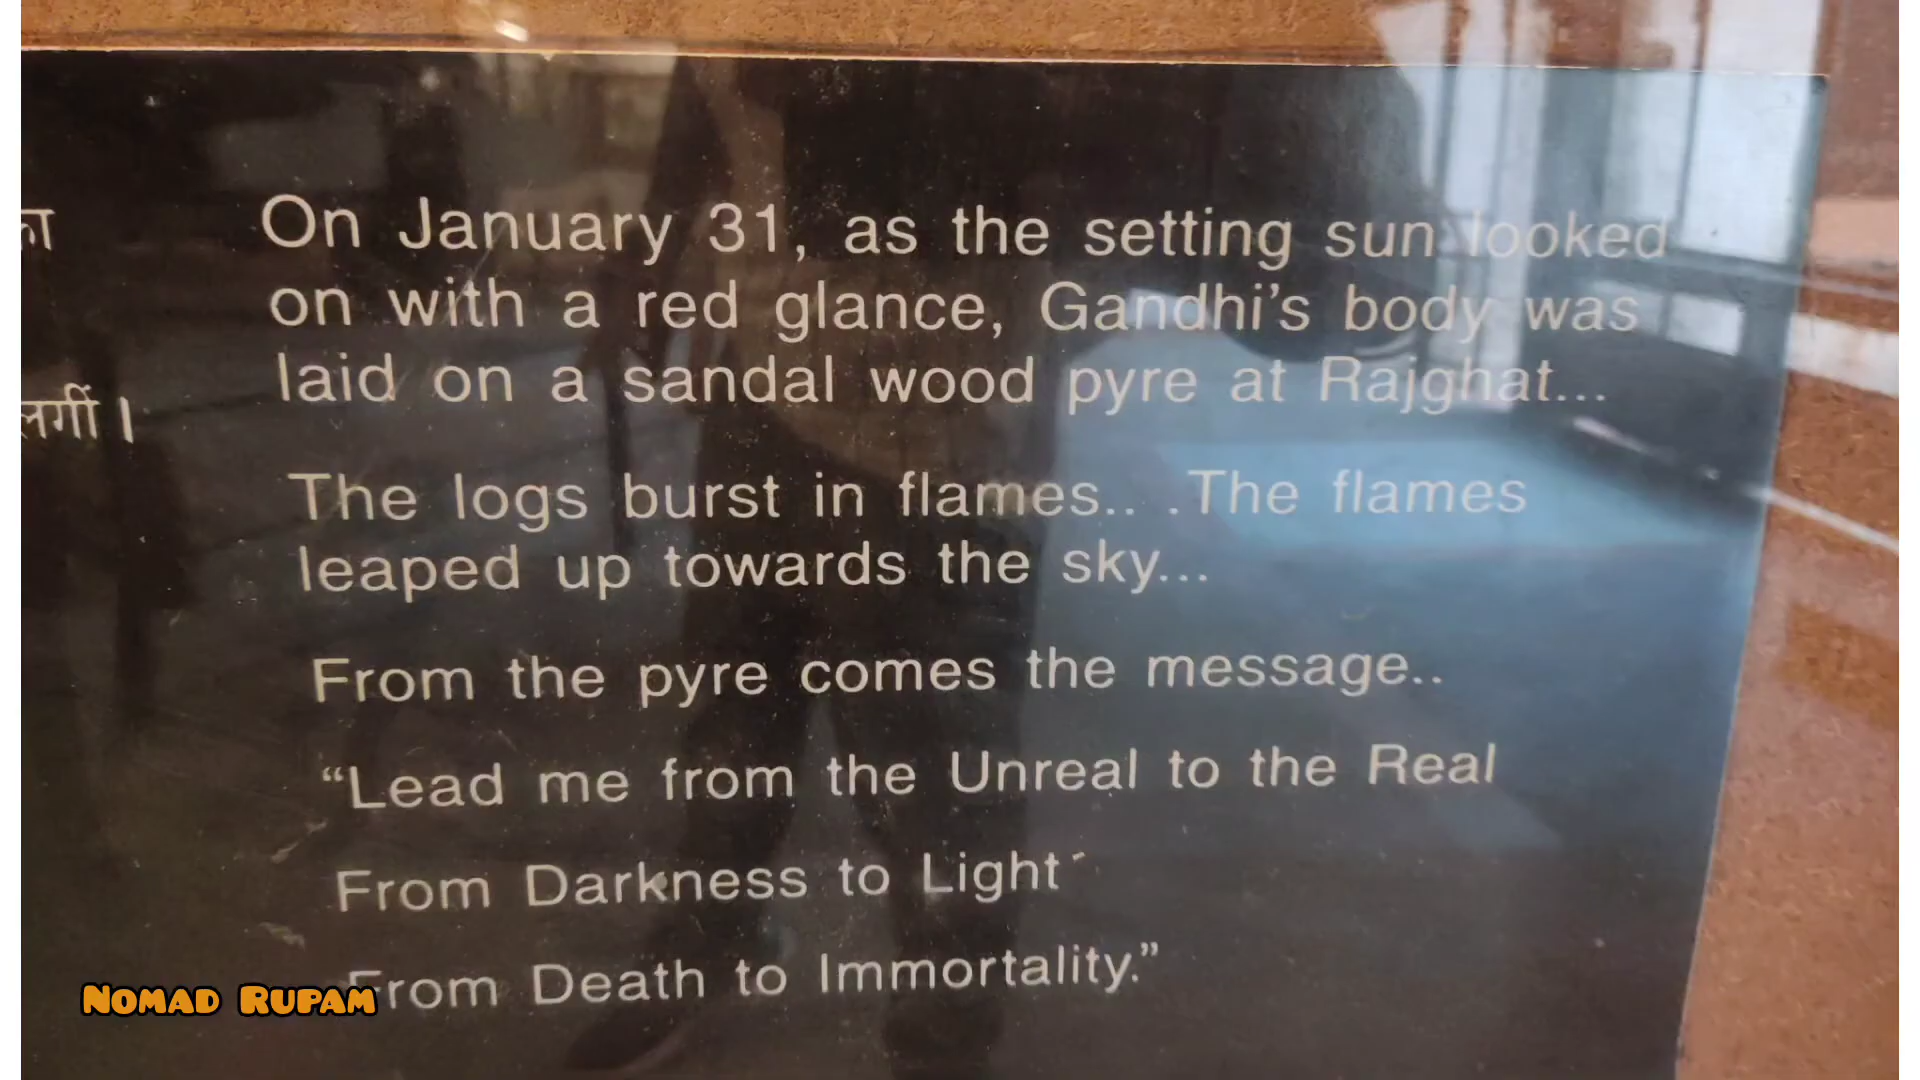 का
लगीं।
On January 31, as the setting sun looked
on with a red glance, Gandhi's body was
laid on a sandal wood pyre at Rajghat...
The logs burst in flames.. .The flames
leaped up towards the sky...
From the pyre comes the message..
“Lead me from the Unreal to the Real
From Darkness to Light
From Death to Immortality.”
NOMAD RUPAM